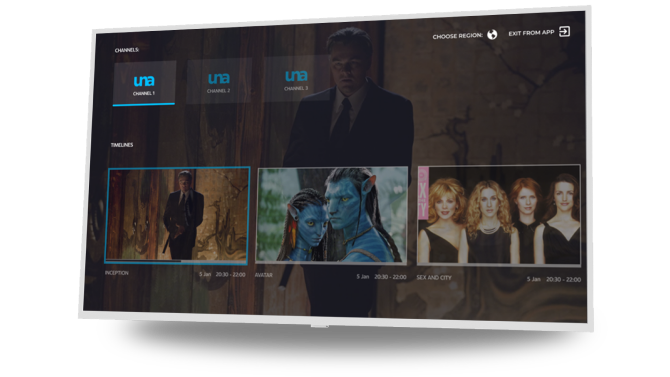 CHANNELS:
CHOOSE REGION:
EXIT FROM APP
una
una
una
CHANNEL 1
CHANNEL 2
CHANNEL 3
TIMELINES
SEXY
INCEPTION
5 Jan 20:30 - 22:00
AVATAR
5 Jan 20:30 - 22:00
SEX AND CITY
5 Jan 20:30 - 22:00